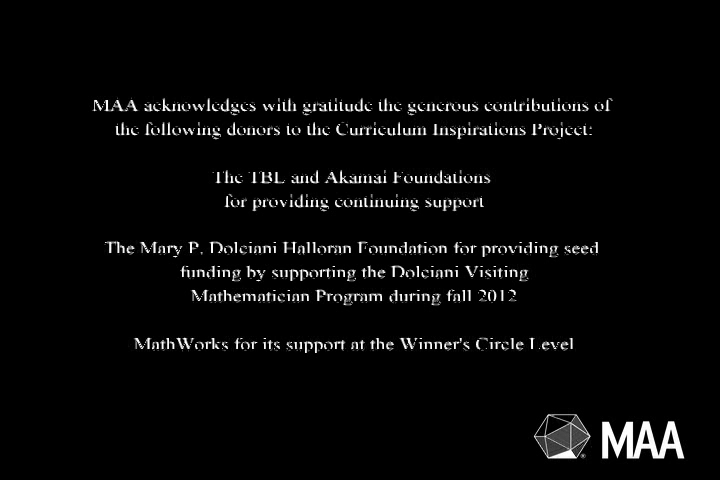 MAA acknowledges with gratitude the generous contributions of
the following donors to the Curriculum Inspirations Project:
The TBL and Akamai Foundations
for providing continuing support
The Mary P. Dolciani Halloran Foundation for providing seed
funding by supporting the Dolciani Visiting
Mathematician Program during fall 2012
MathWorks for its support at the Winner's Circle Level
MAA